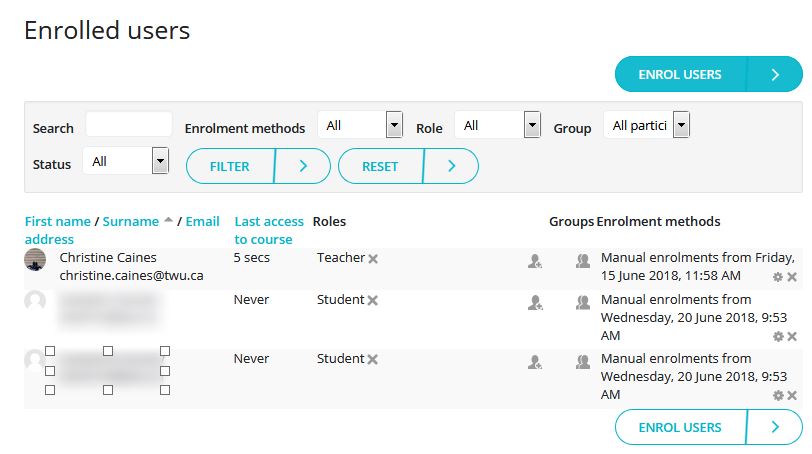 Enrolled users
ENROL USERS
Search Enrolment methods All Role All Group All partici
Status All FILTER RESET
First name / Surname / Email address Last access to course Roles Groups Enrolment methods
Christine Caines 5 secs Teacher Manual enrolments from Friday,
christine.caines@twu.ca 15 June 2018, 11:58 AM
Never Student Manual enrolments from
Wednesday, 20 June 2018, 9:53
AM
Never Student Manual enrolments from
Wednesday, 20 June 2018, 9:53
AM
ENROL USERS